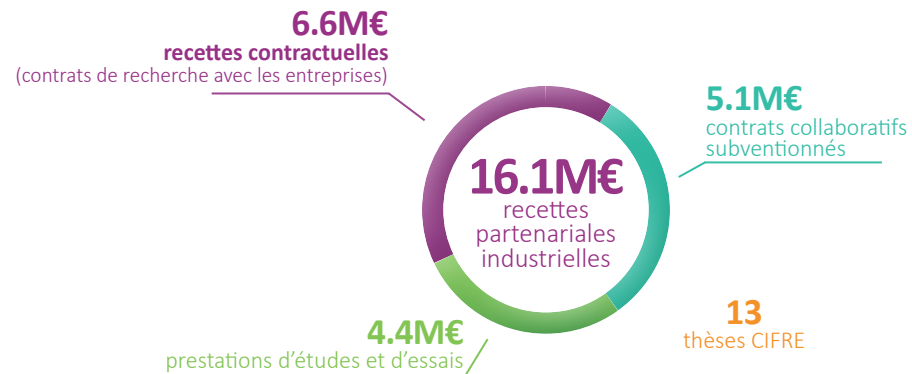 6.6M€
recettes contractuelles
(contrats de recherche avec les entreprises)
5.1M€
contrats collaboratifs
subventionnés
16.1M€
recettes
partenariales
industrielles
4.4M€
prestations d'études et d'essais
13
thèses CIFRE